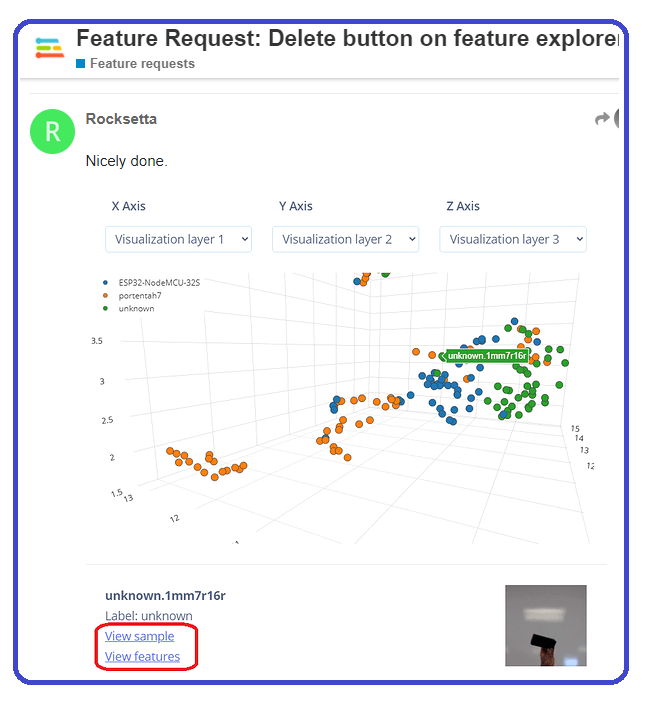 Feature Request: Delete button on feature explorer
Feature requests
R
Rocksetta
Nicely done.
X Axis
Y Axis
Z Axis
Visualization layer 1
Visualization layer 2
Visualization layer 3
ESP32-NodeMCU-32S
portentah7
unknown
unknown.1mm7r16r
3.5
3
2.5
2
1.5
13
12
15
14
13
12
unknown.1mm7r16r
Label: unknown
View sample
View features